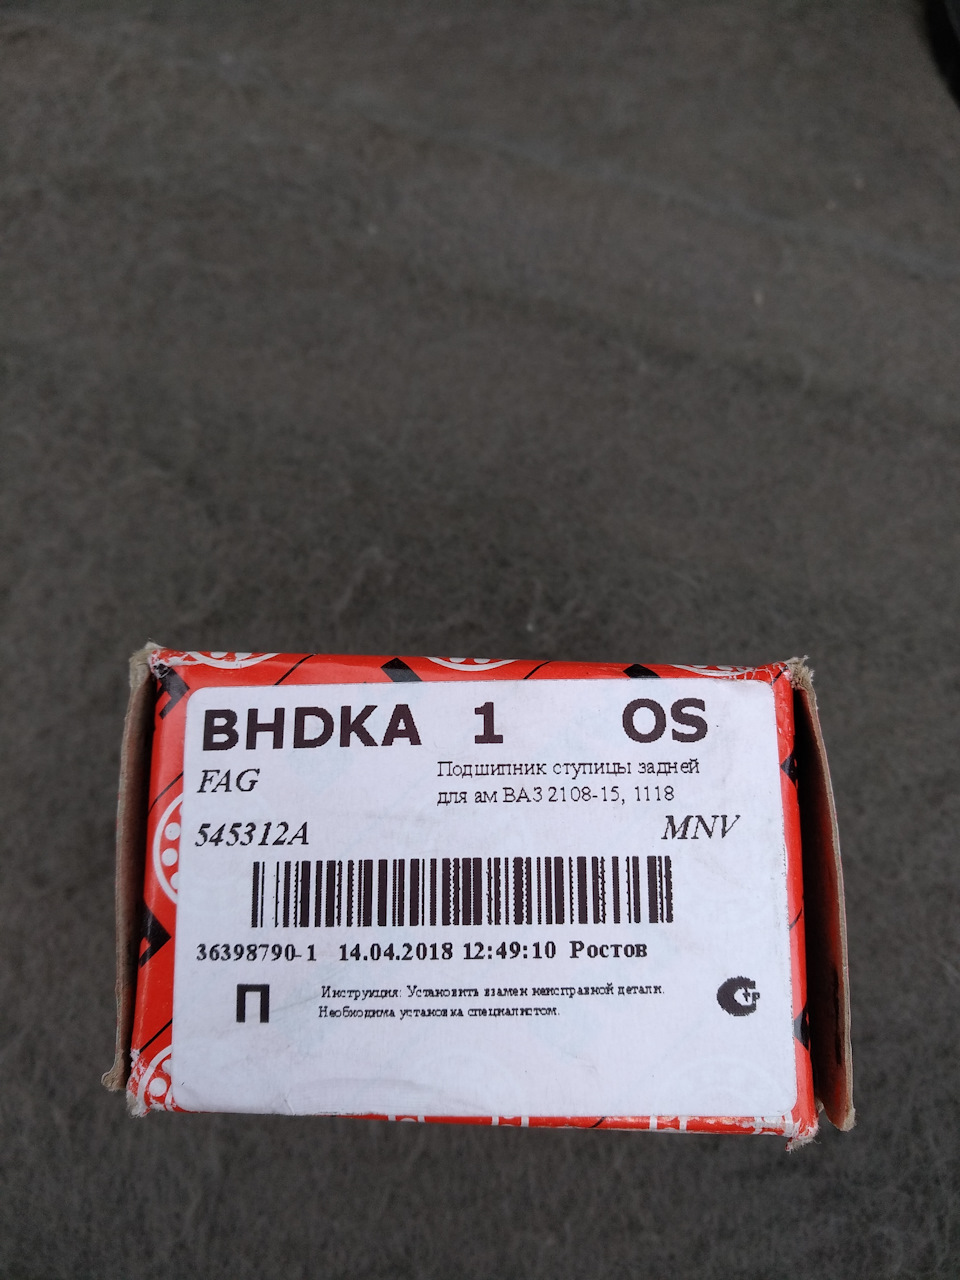 BHDKA 1 OS
FAG
Подшипник ступицы задней
для ам ВАЗ 2108-15, 1118
545312A
MNV
36398790-1 14.04.2018 12:49:10 Ростов
П
Инструкция: Установить взамен неисправной детали.
Необходима установка специалистом.